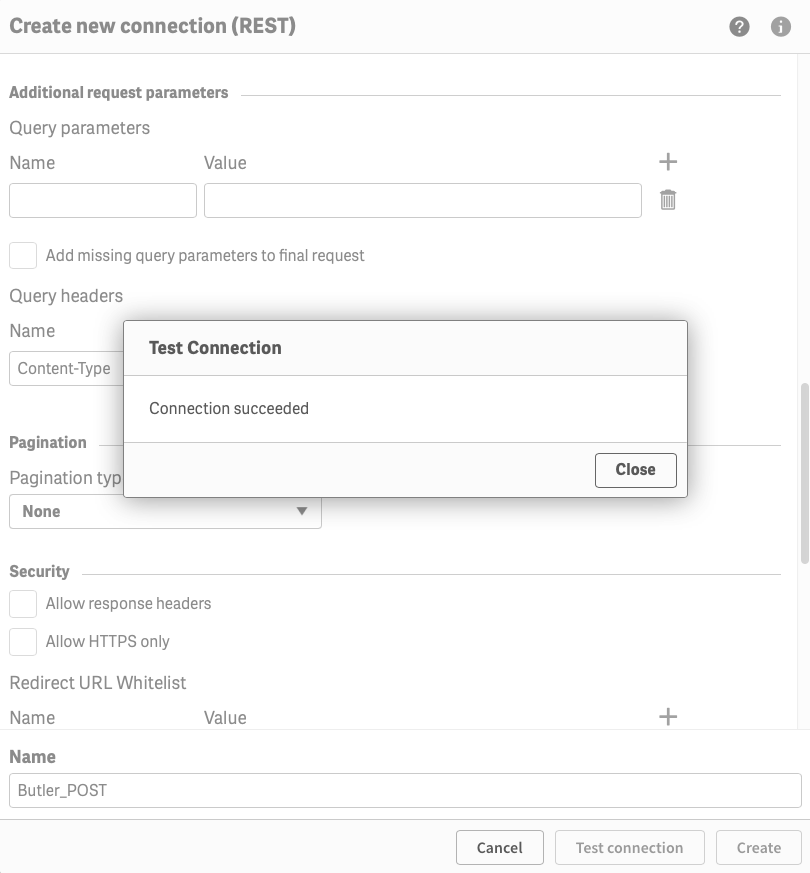 Create new connection (REST)
Additional request parameters
Query parameters
Name Value
Add missing query parameters to final request
Query headers
Name
Content-Type
Test Connection
Connection succeeded
Close
Pagination
Pagination typ
None
Security
Allow response headers
Allow HTTPS only
Redirect URL Whitelist
Name Value
Name
Butler_POST
Cancel Test connection Create